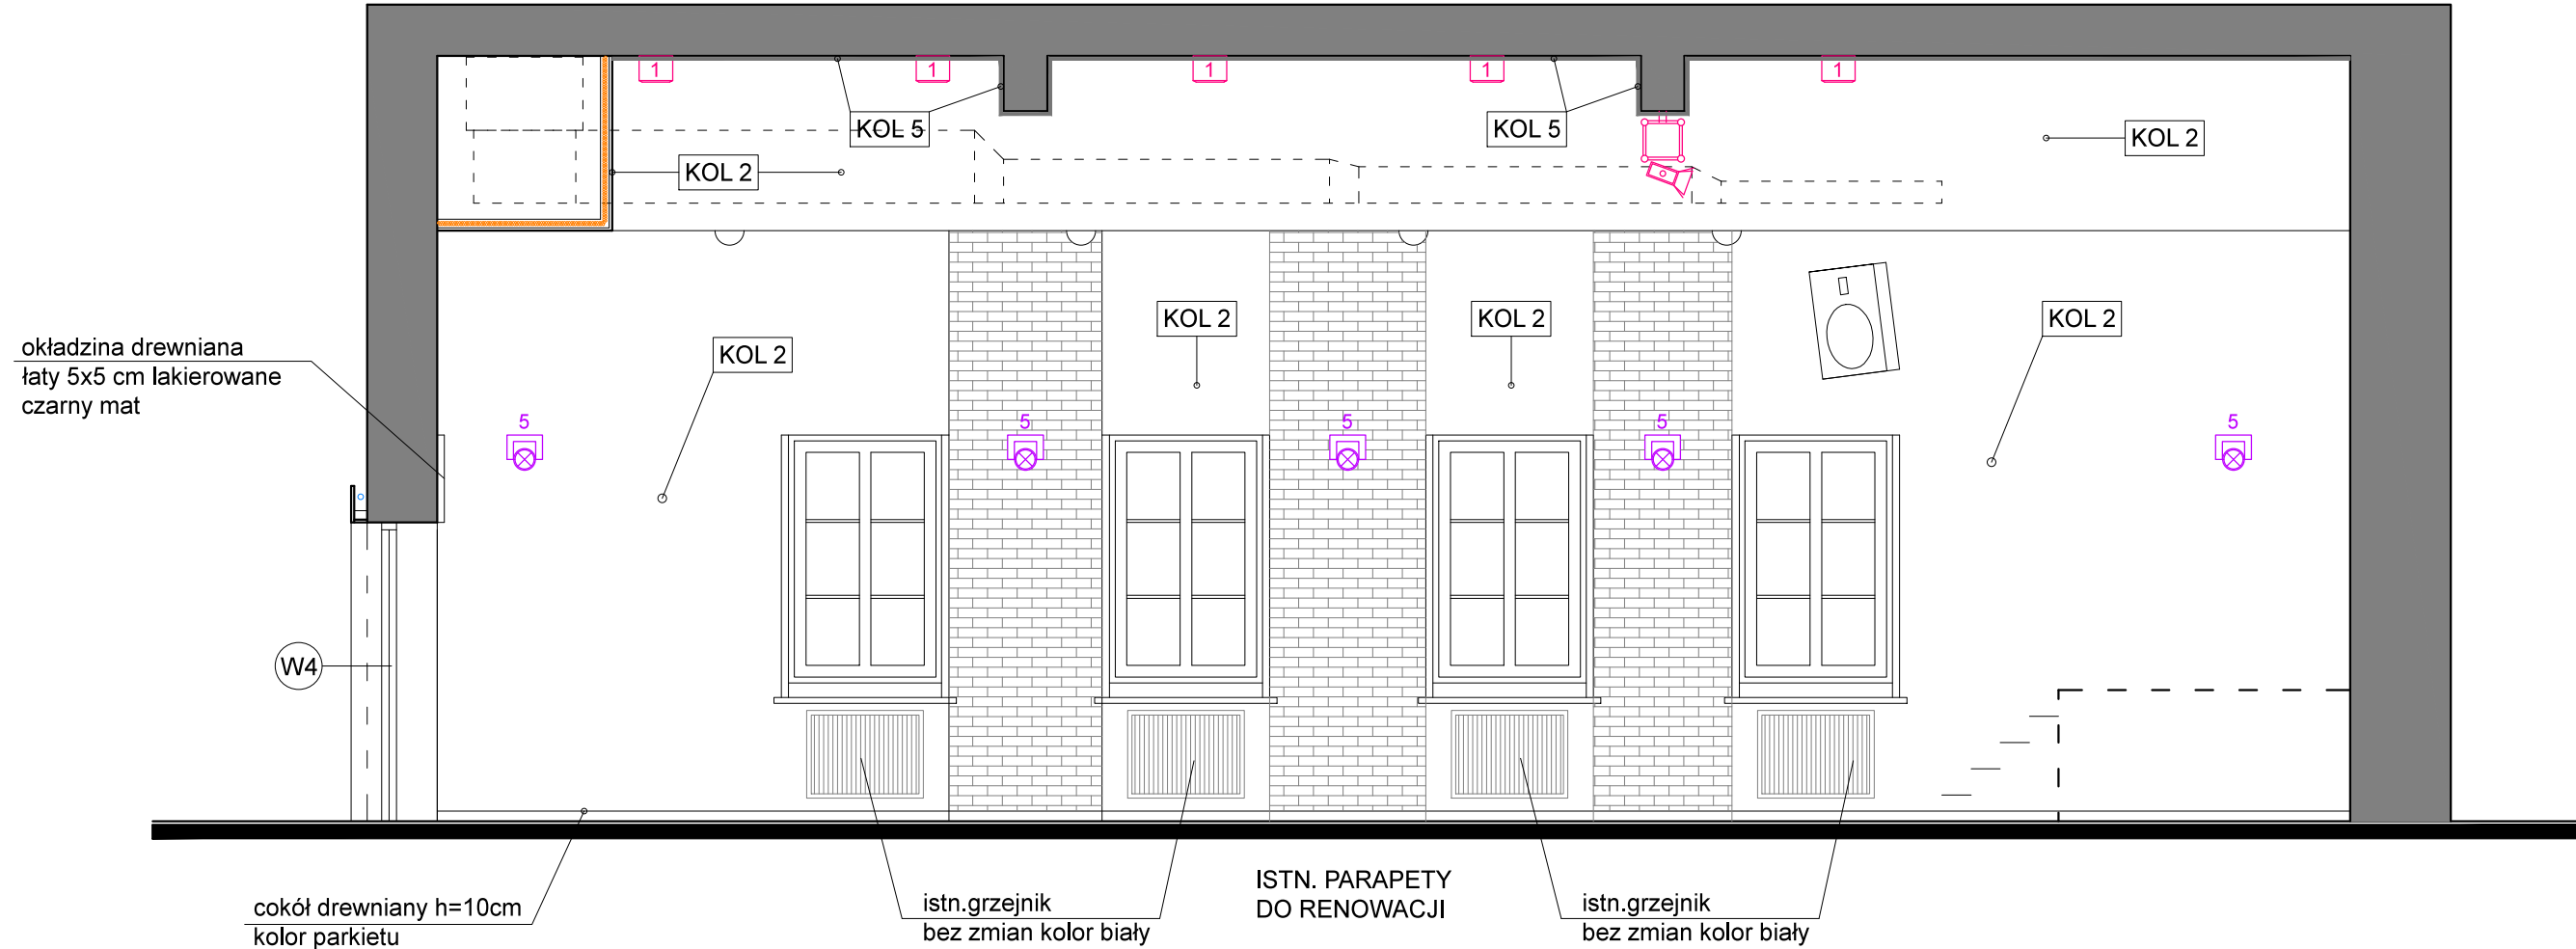 1 1 1 1 1
KOL 5 KOL 5 KOL 2
KOL 2
KOL 2 KOL 2 KOL 2
KOL 2
okładzina drewniana
łaty 5x5 cm lakierowane
czarny mat
5 5 5 5 5
W4
ISTN. PARAPETY
DO RENOWACJI
cokół drewniany h=10cm
kolor parkietu
istn.grzejnik
bez zmian kolor biały
istn.grzejnik
bez zmian kolor biały